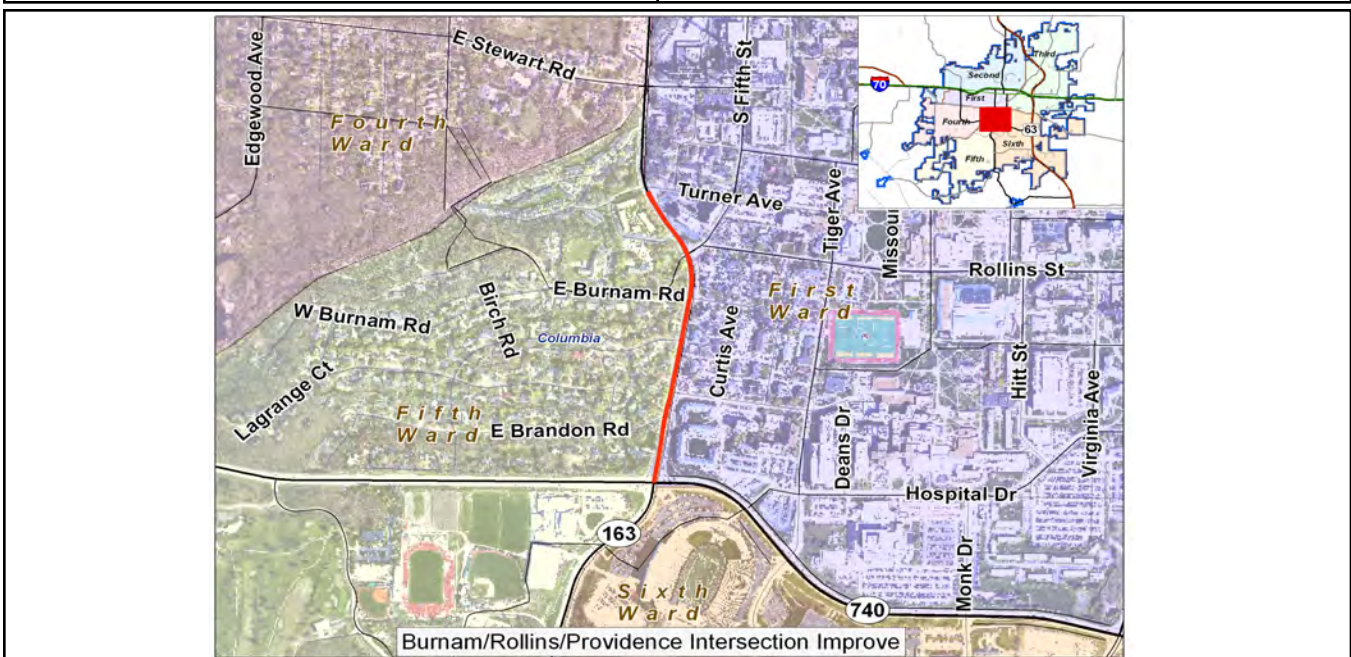 Edgewood Ave
E Stewart Rd
S Fifth St
Fourth
Ward
Turner Ave
Tiger Ave
Missour
Rollins St
First
Ward
E Burnam Rd
W Burnam Rd
Birch Rd
Columbia
Curtis Ave
Hitt St
Virginia Ave
Lagrange Ct
Fifth
Ward
E Brandon Rd
Deans Dr
Hospital Dr
163
Monk Dr
Sixth
Ward
740
Burnam/Rollins/Providence Intersection Improve
Third
Second
70
First
Fourth
63
Sixth
Fifth